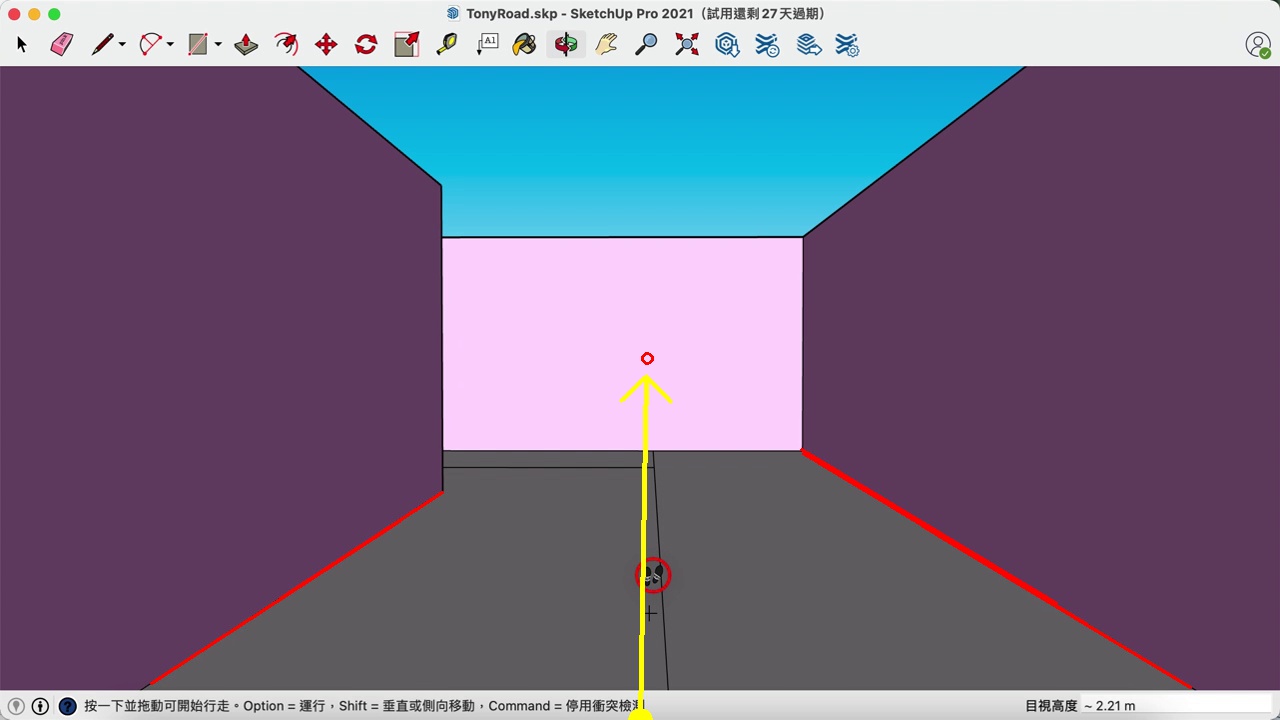 TonyRoad.skp - SketchUp Pro 2021（試用還剩 27 天過期）
A1
按一下並拖動可開始行走。Option = 運行，Shift = 垂直或側向移動，Command = 停用衝突檢測
目視高度 ~ 2.21 m